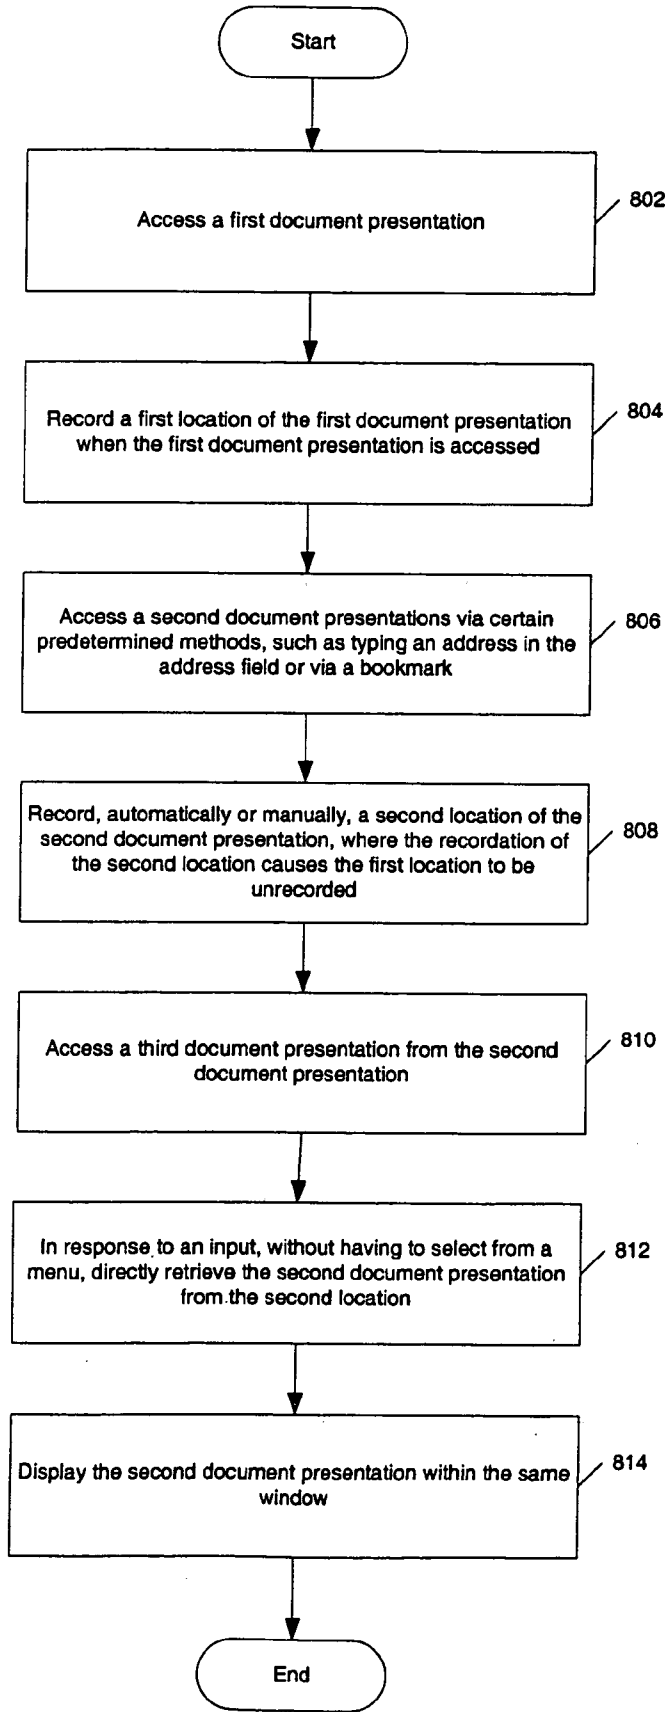 Start
Access a first document presentation
802
Record a first location of the first document presentation
when the first document presentation is accessed
804
Access a second document presentations via certain
predetermined methods, such as typing an address in the
address field or via a bookmark
806
Record, automatically or manually, a second location of the
second document presentation, where the recordation of
the second location causes the first location to be
unrecorded
808
Access a third document presentation from the second
document presentation
810
In response to an input, without having to select from a
menu, directly retrieve the second document presentation
from the second location
812
Display the second document presentation within the same
window
814
End